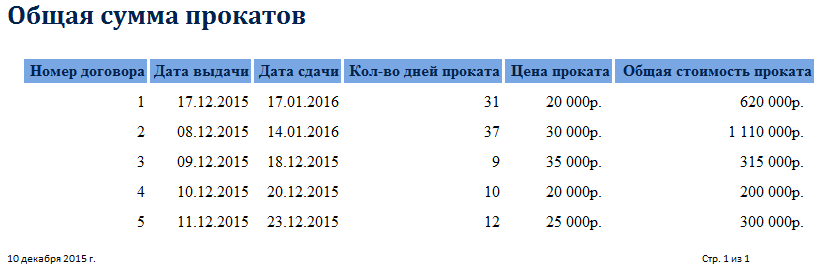 Общая сумма прокатов
Номер договора Дата выдачи Дата сдачи Кол-во дней проката Цена проката Общая стоимость проката
1 17.12.2015 17.01.2016 31 20 000р. 620 000р.
2 08.12.2015 14.01.2016 37 30 000р. 1 110 000р.
3 09.12.2015 18.12.2015 9 35 000р. 315 000р.
4 10.12.2015 20.12.2015 10 20 000р. 200 000р.
5 11.12.2015 23.12.2015 12 25 000р. 300 000р.
10 декабря 2015 г. Стр. 1 из 1